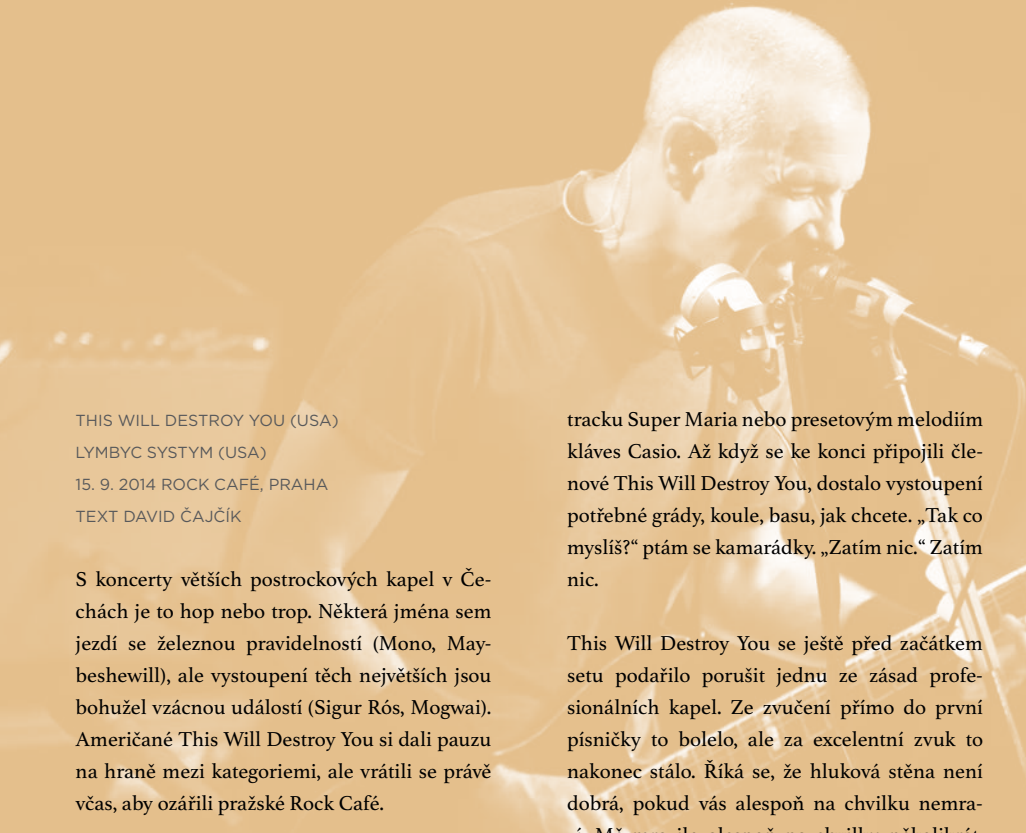 THIS WILL DESTROY YOU (USA)
LYMBYC SYSTYM (USA)
15. 9. 2014 ROCK CAFÉ, PRAHA
TEXT DAVID ČAJČÍK
S koncerty větších postrockových kapel v Če-
chách je to hop nebo trop. Některá jména sem
jezdí se železnou pravidelností (Mono, May-
beshewill), ale vystoupení těch největších jsou
bohužel vzácnou událostí (Sigur Rós, Mogwai).
Američané This Will Destroy You si dali pauzu
na hraně mezi kategoriemi, ale vrátili se právě
včas, aby ozářili pražské Rock Café.
tracku Super Maria nebo presetovým melodiím
kláves Casio. Až když se ke konci připojili čle-
nové This Will Destroy You, dostalo vystoupení
potřebné grády, koule, basu, jak chcete. „Tak co
myslíš?“ ptám se kamarádky. „Zatím nic.“ Zatím
nic.
This Will Destroy You se ještě před začátkem
setu podařilo porušit jednu ze zásad profe-
sionálních kapel. Ze zvučení přímo do první
písničky to bolelo, ale za excelentní zvuk to
nakonec stálo. Říká se, že hluková stěna není
dobrá, pokud vás alespoň na chvilku nemra-